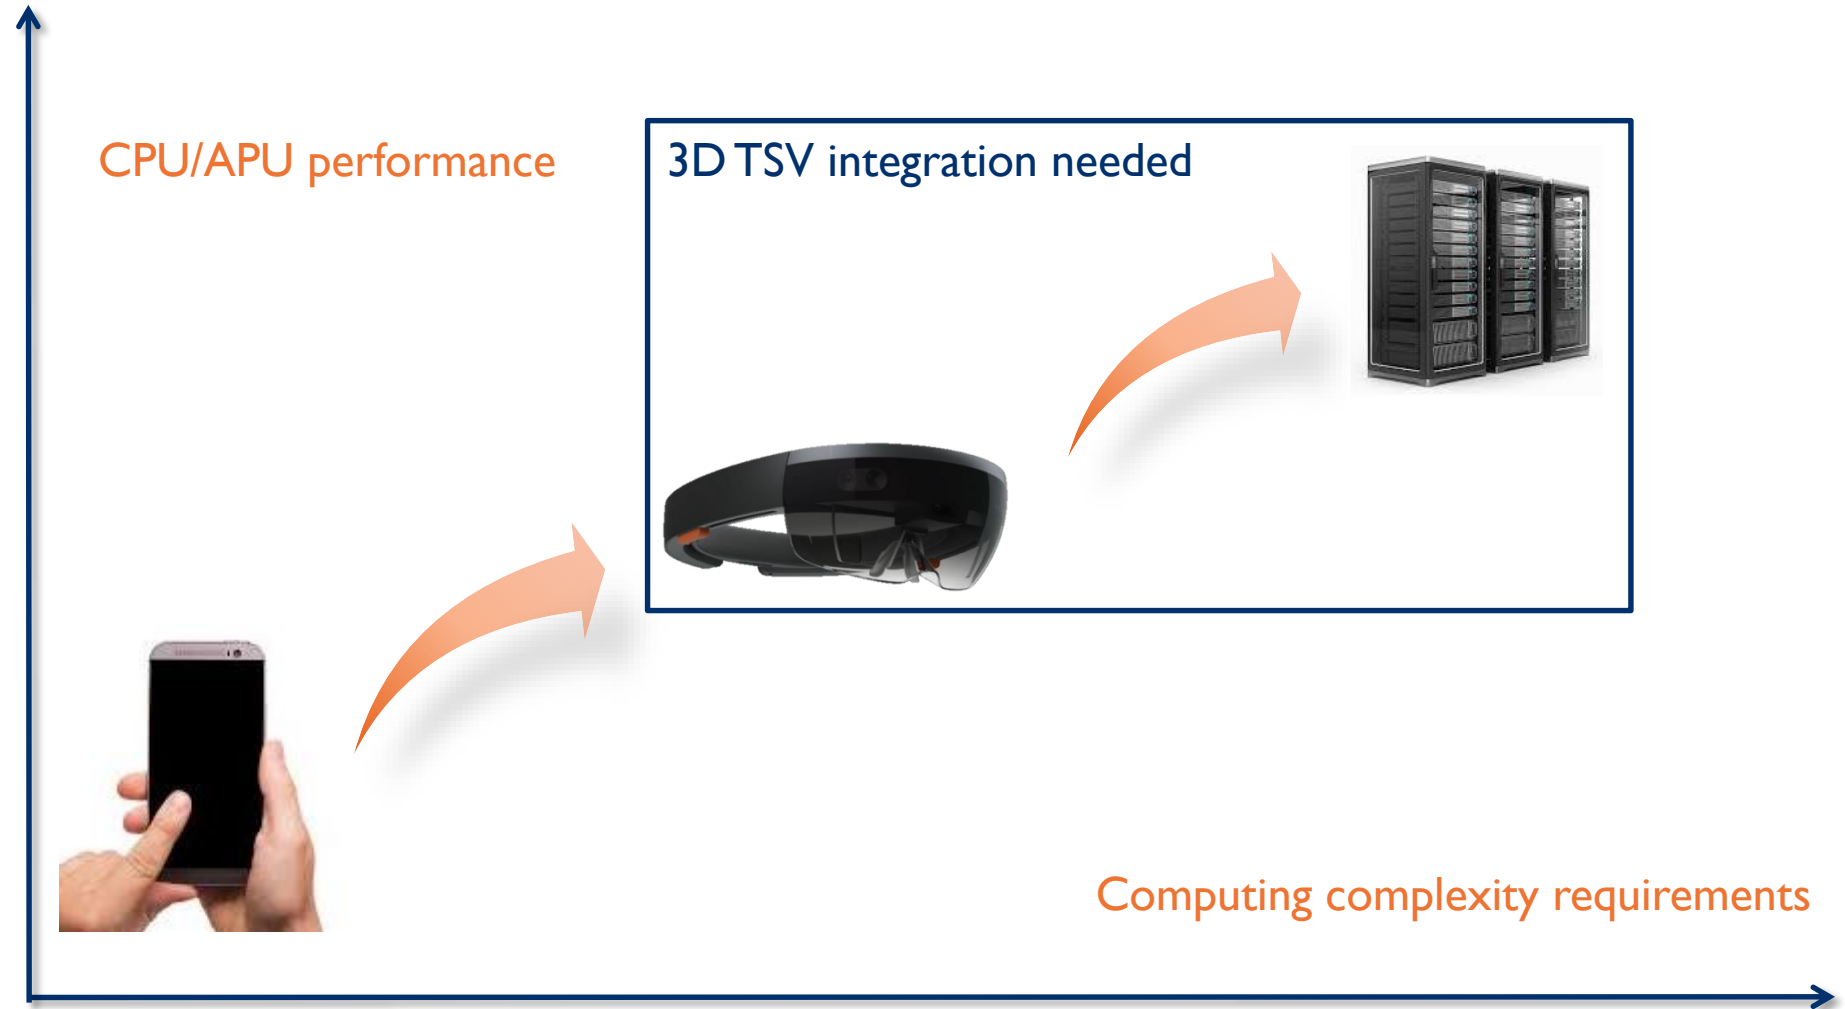 CPU/APU performance
3D TSV integration needed
Computing complexity requirements